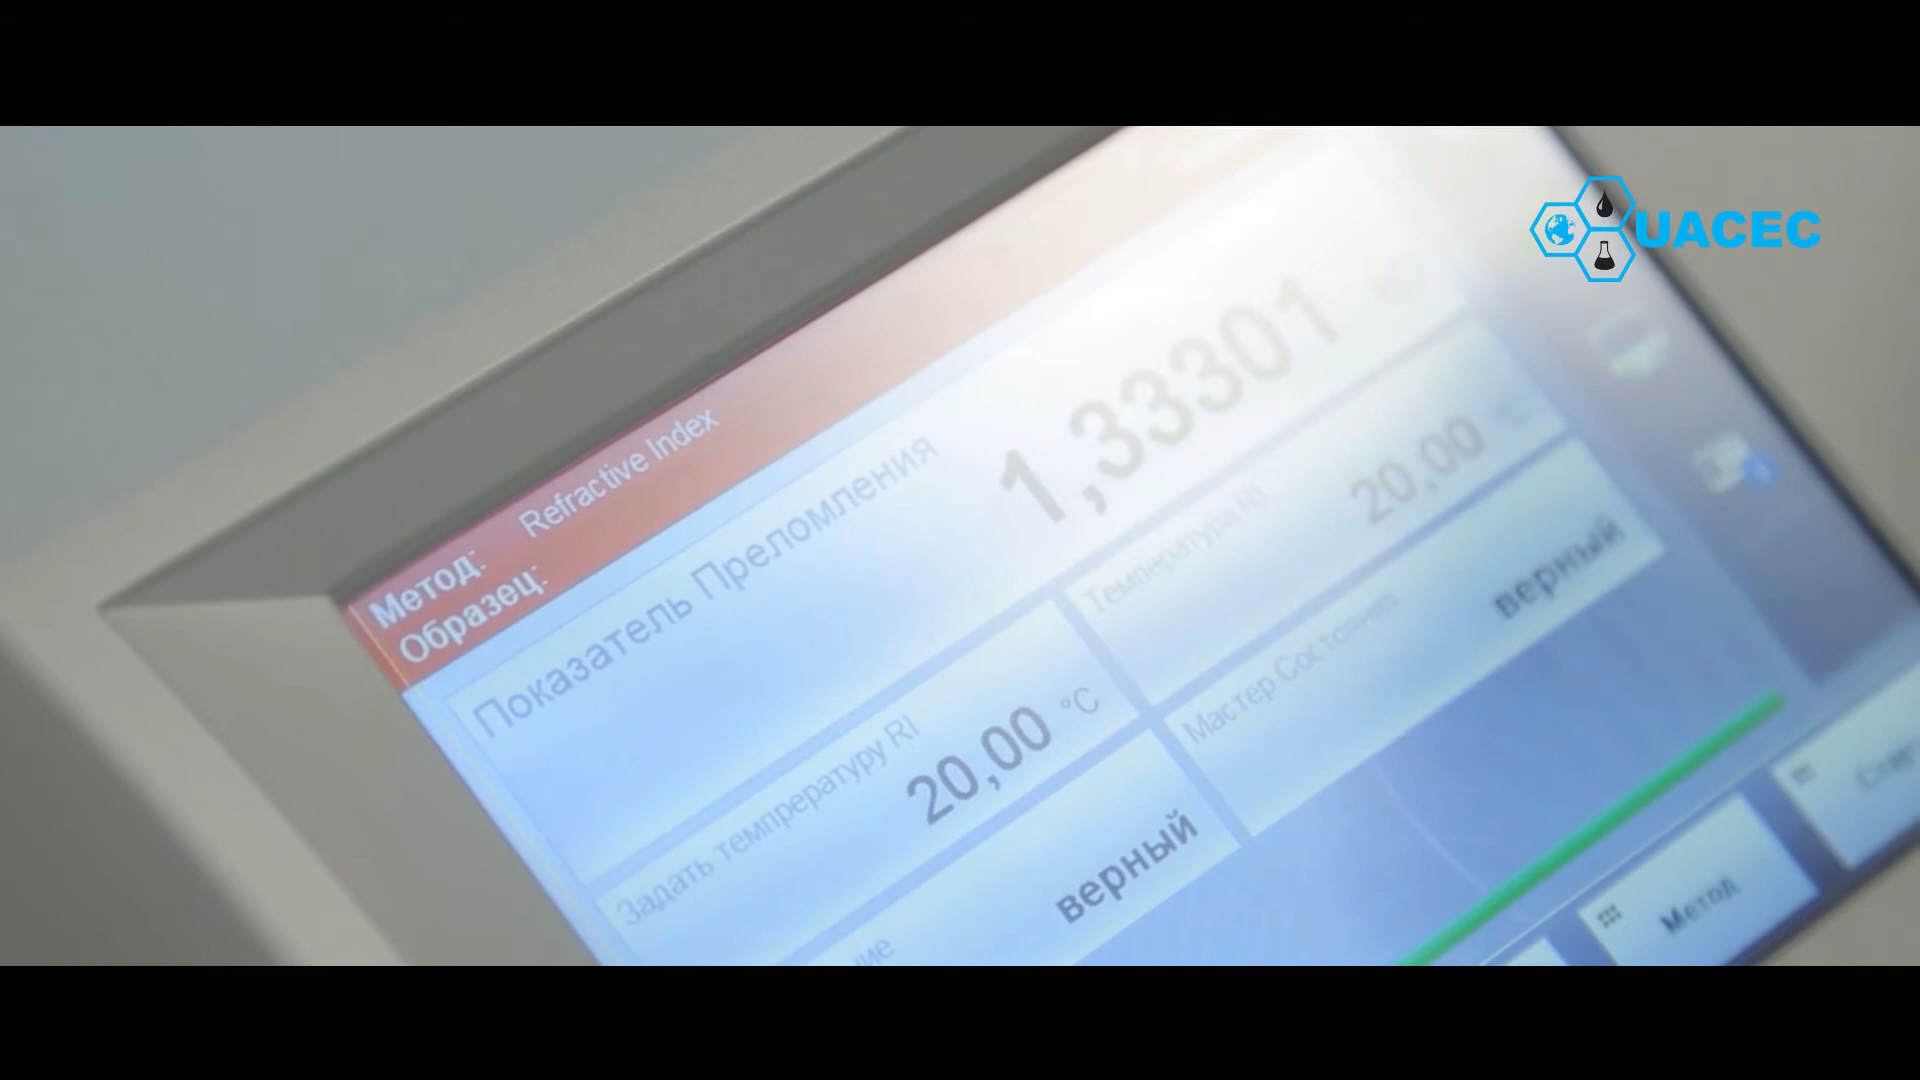 UACEC
Метод: Refractive Index
Образец:
Показатель Преломления
1,33301
Задать темпрературу RI
20,00 °C
Температура RI
20,00 °C
верный
Мастер Состояния
верный
Метод